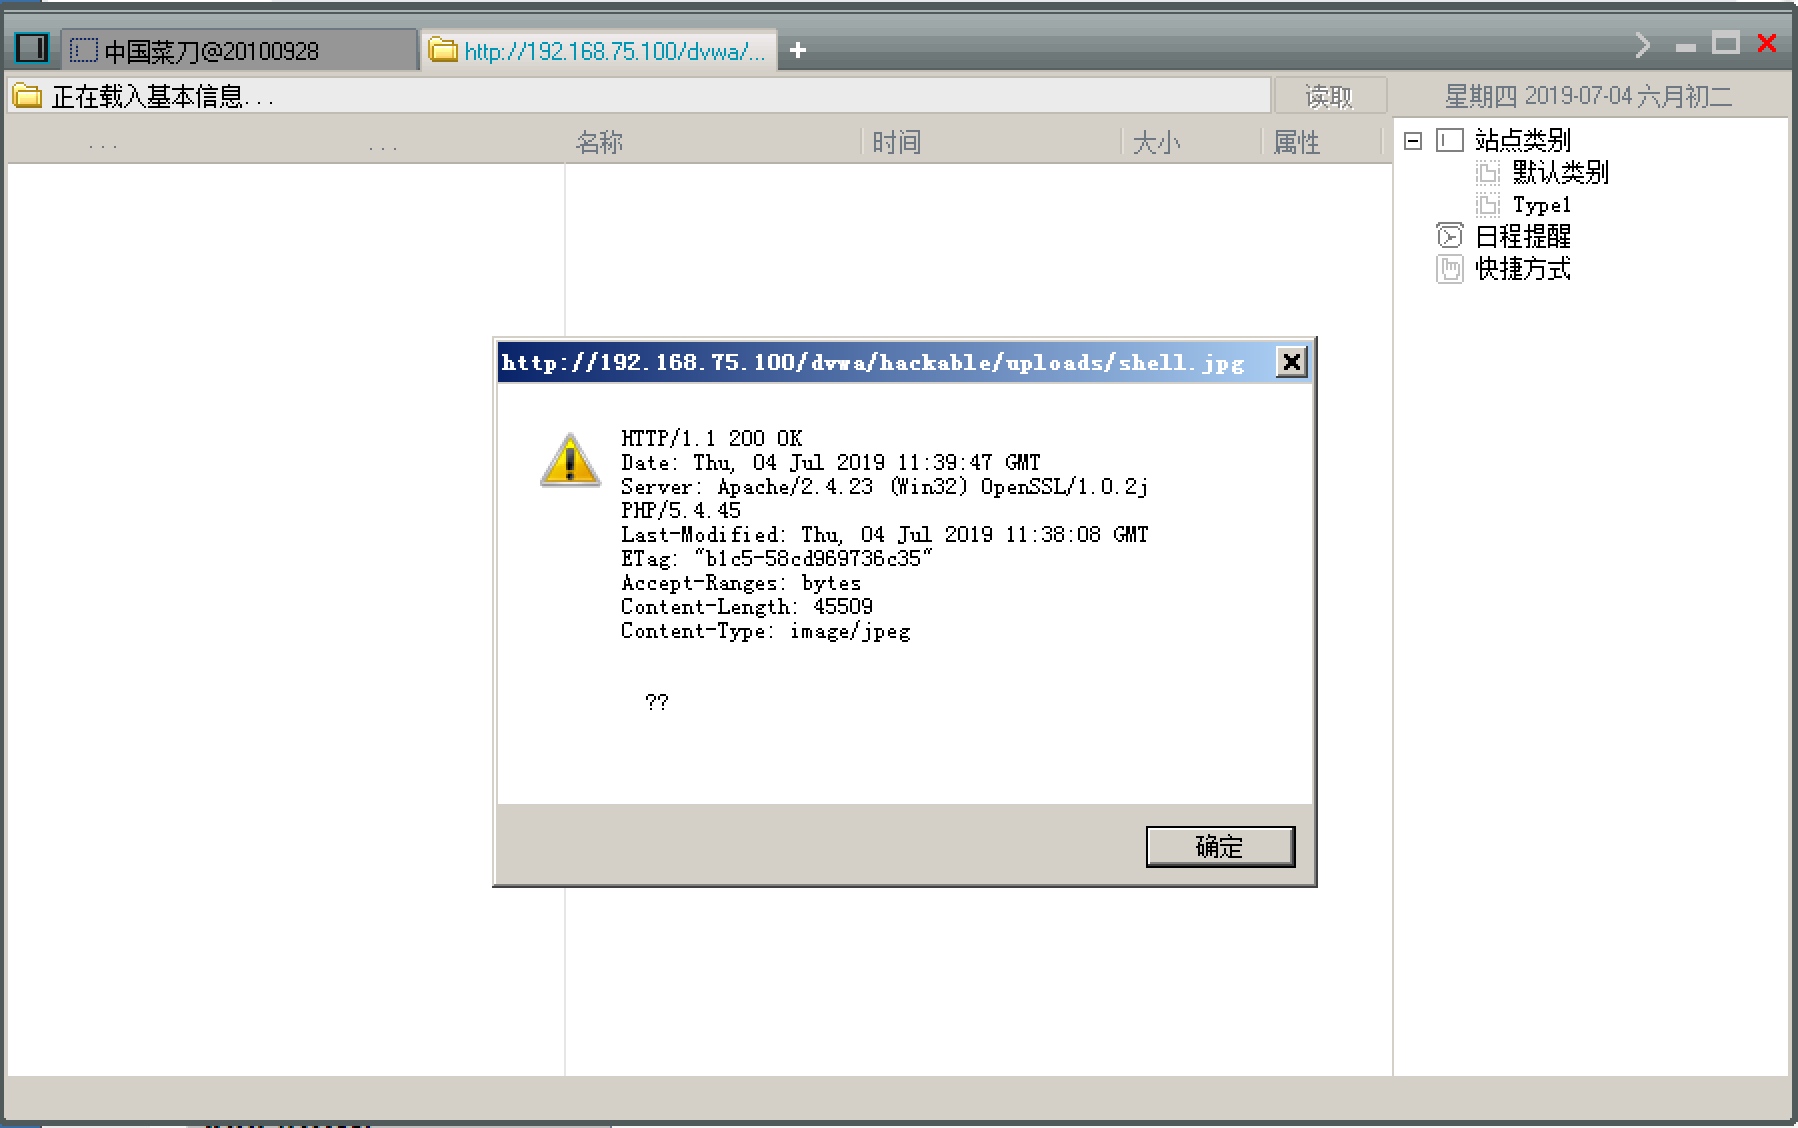 中国菜刀@20100928
http://192.168.75.100/dvwa/...
+
正在载入基本信息...
读取
星期四 2019-07-04 六月初二
...
...
名称
时间
大小
属性
站点类别
默认类别
Type1
日程提醒
快捷方式
http://192.168.75.100/dvwa/hackable/uploads/shell.jpg
HTTP/1.1 200 OK
Date: Thu, 04 Jul 2019 11:39:47 GMT
Server: Apache/2.4.23 (Win32) OpenSSL/1.0.2j
PHP/5.4.45
Last-Modified: Thu, 04 Jul 2019 11:38:08 GMT
ETag: "b1c5-58cd969736c35"
Accept-Ranges: bytes
Content-Length: 45509
Content-Type: image/jpeg
??
确定